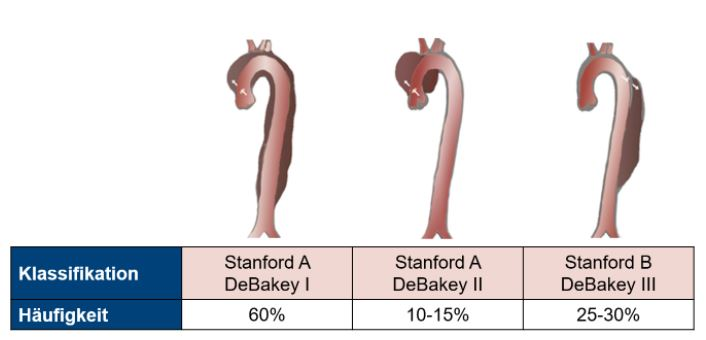 Klassifikation
Stanford A
DeBakey I
Stanford A
DeBakey II
Stanford B
DeBakey III
Häufigkeit
60%
10-15%
25-30%